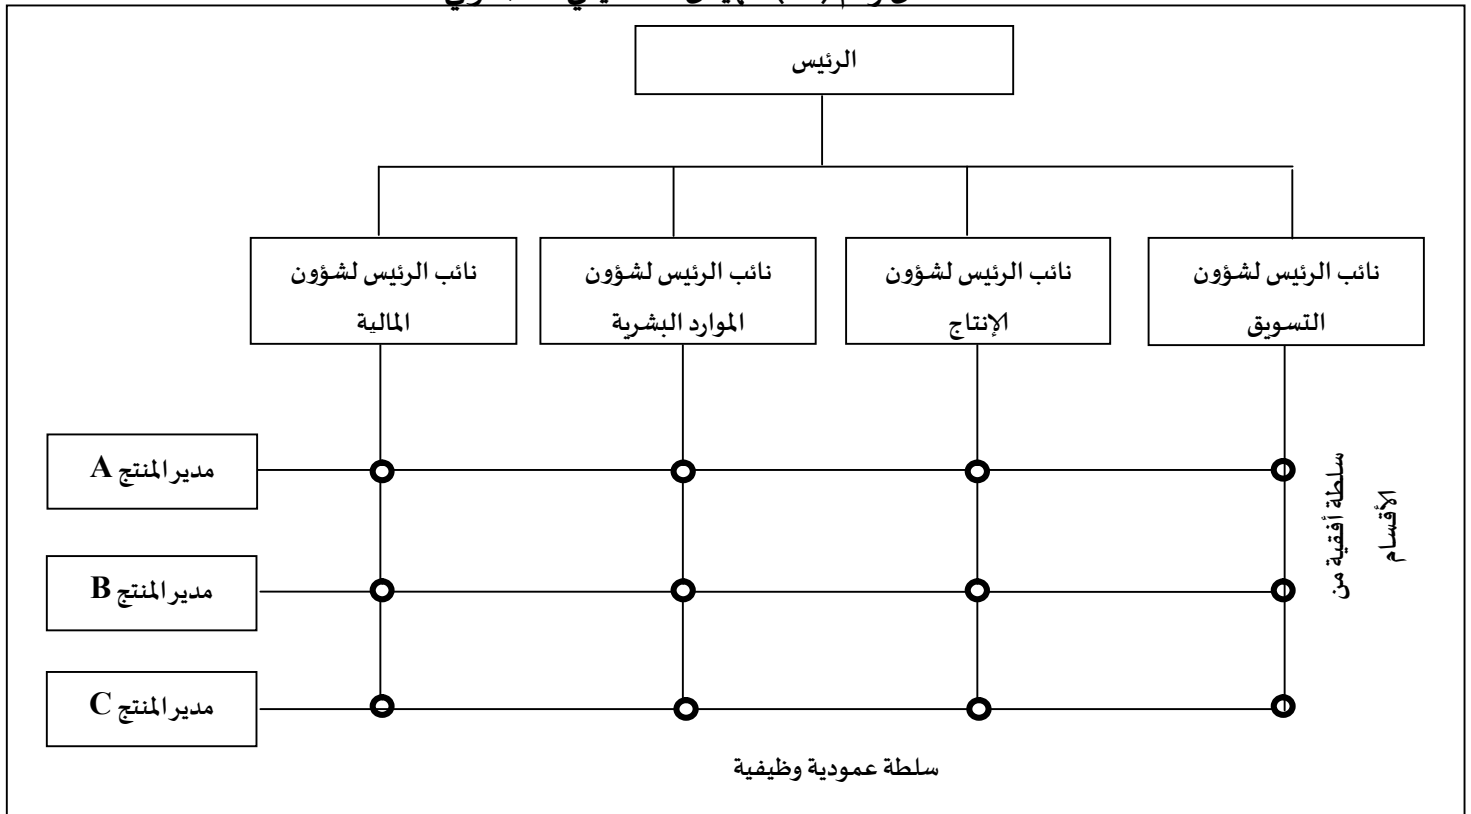 الرئيس
نائب الرئيس لشؤون
التسويق
نائب الرئيس لشؤون
الإنتاج
نائب الرئيس لشؤون
الموارد البشرية
نائب الرئيس لشؤون
المالية
مدير المنتج A
مدير المنتج B
مدير المنتج C
سلطة أفقية من
الأقسام
سلطة عمودية وظيفية